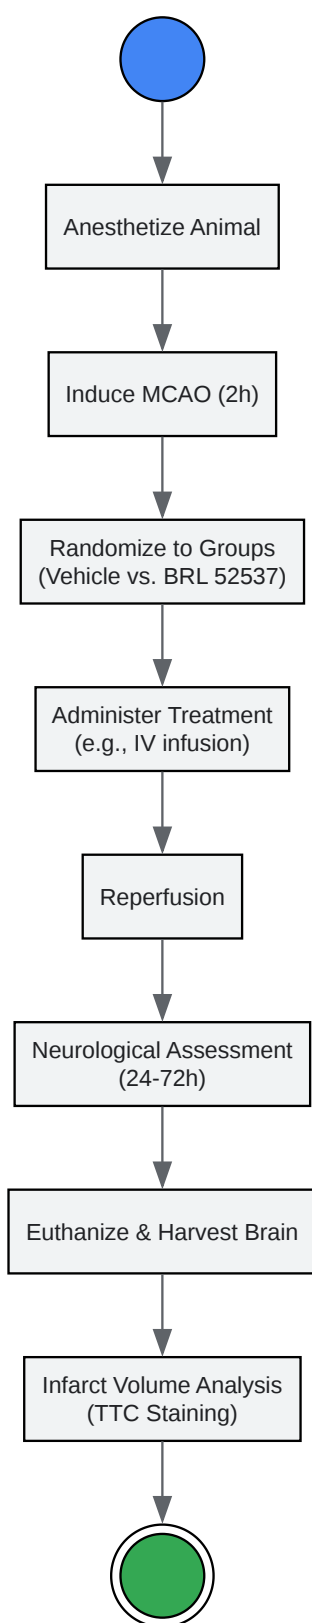 Anesthetize Animal
Induce MCAO (2h)
Randomize to Groups
(Vehicle vs. BRL 52537)
Administer Treatment
(e.g., IV infusion)
Reperfusion
Neurological Assessment
(24-72h)
Euthanize & Harvest Brain
Infarct Volume Analysis
(TTC Staining)